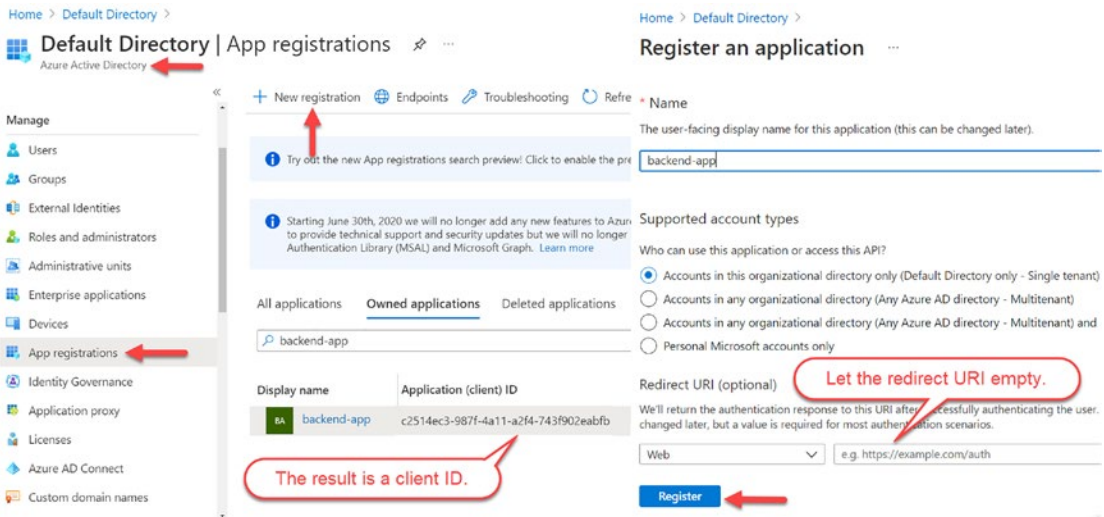 Home > Default Directory >
Default Directory | App registrations
Azure Active Directory
Manage
Users
Groups
External Identities
Roles and administrators
Administrative units
Enterprise applications
Devices
App registrations
Identity Governance
Application proxy
Licenses
Azure AD Connect
Custom domain names
New registration Endpoints Troubleshooting Refre
Try out the new App registrations search preview! Click to enable the pre
Starting June 30th, 2020 we will no longer add any new features to Azur
to provide technical support and security updates but we will no longer
Authentication Library (MSAL) and Microsoft Graph. Learn more
All applications Owned applications Deleted applications
backend-app
Display name Application (client) ID
BA backend-app c2514ec3-987f-4a11-a2f4-743f902eabfb
The result is a client ID.
Home > Default Directory >
Register an application ...
* Name
The user-facing display name for this application (this can be changed later).
backend-app
Supported account types
Who can use this application or access this API?
Accounts in this organizational directory only (Default Directory only - Single tenant)
Accounts in any organizational directory (Any Azure AD directory - Multitenant)
Accounts in any organizational directory (Any Azure AD directory - Multitenant) and
Personal Microsoft accounts only
Redirect URI (optional)
Let the redirect URI empty.
We'll return the authentication response to this URI after successfully authenticating the user.
changed later, but a value is required for most authentication scenarios.
Web e.g. https://example.com/auth
Register